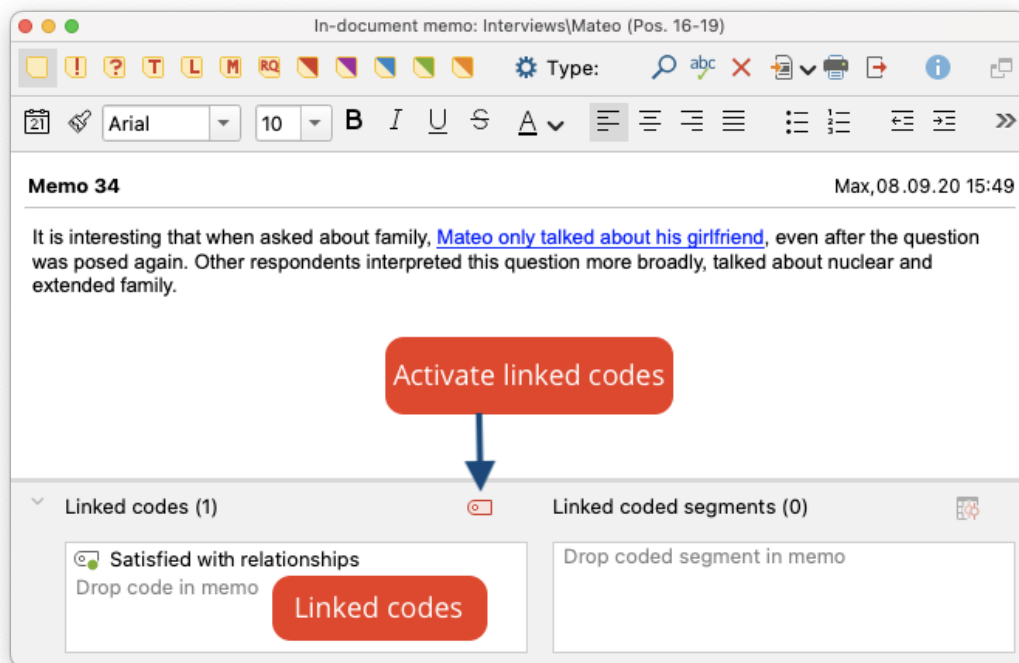 In-document memo: Interviews\Mateo (Pos. 16-19)
! ? T L M RQ Type: abc i
21 Arial 10 B I U S A
Memo 34 Max,08.09.20 15:49
It is interesting that when asked about family, Mateo only talked about his girlfriend, even after the question
was posed again. Other respondents interpreted this question more broadly, talked about nuclear and
extended family.
Activate linked codes
Linked codes (1) Linked coded segments (0)
Satisfied with relationships Drop coded segment in memo
Drop code in memo
Linked codes